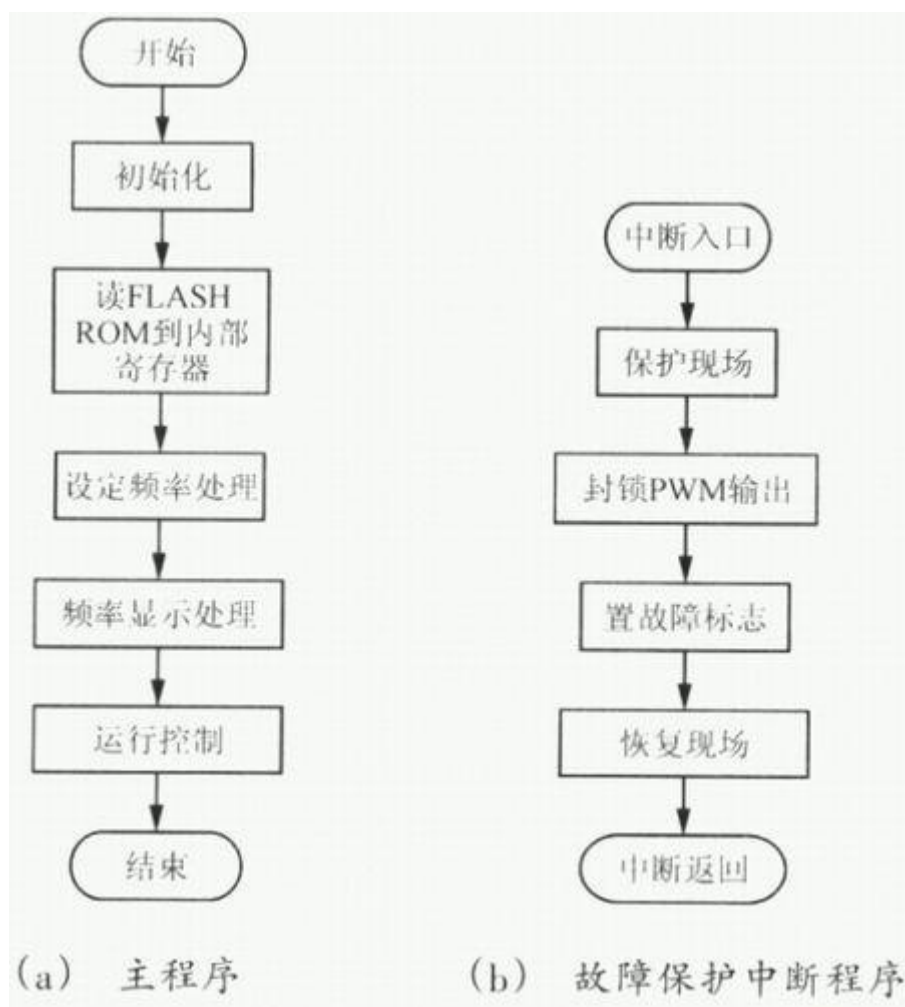 开始
初始化
读FLASH
ROM到内部
寄存器
设定频率处理
频率显示处理
运行控制
结束
(a) 主程序
中断入口
保护现场
封锁PWM输出
置故障标志
恢复现场
中断返回
(b) 故障保护中断程序